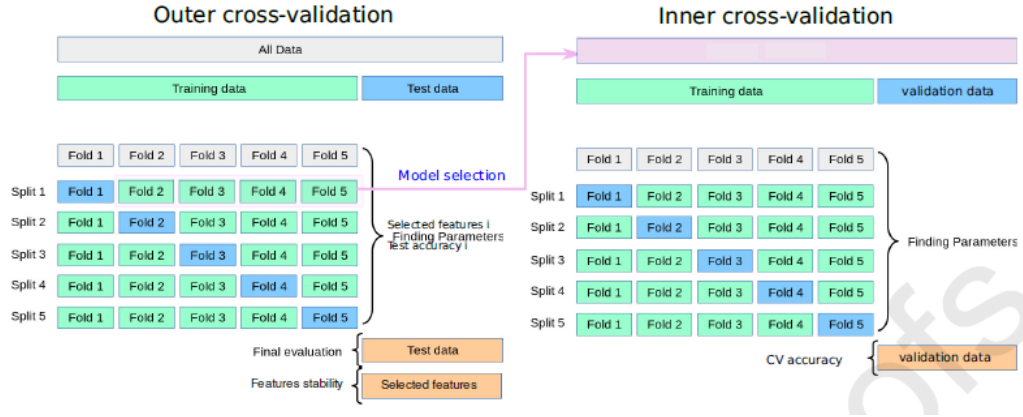 Outer cross-validation
All Data
Training data
Test data
Fold 1 Fold 2 Fold 3 Fold 4 Fold 5
Split 1 Fold 1 Fold 2 Fold 3 Fold 4 Fold 5
Split 2 Fold 1 Fold 2 Fold 3 Fold 4 Fold 5
Split 3 Fold 1 Fold 2 Fold 3 Fold 4 Fold 5
Split 4 Fold 1 Fold 2 Fold 3 Fold 4 Fold 5
Split 5 Fold 1 Fold 2 Fold 3 Fold 4 Fold 5
Model selection
Selected features i
Finding Parameters
Test accuracy i
Final evaluation
Test data
Features stability
Selected features
Inner cross-validation
Training data
validation data
Fold 1 Fold 2 Fold 3 Fold 4 Fold 5
Split 1 Fold 1 Fold 2 Fold 3 Fold 4 Fold 5
Split 2 Fold 1 Fold 2 Fold 3 Fold 4 Fold 5
Split 3 Fold 1 Fold 2 Fold 3 Fold 4 Fold 5
Split 4 Fold 1 Fold 2 Fold 3 Fold 4 Fold 5
Split 5 Fold 1 Fold 2 Fold 3 Fold 4 Fold 5
Finding Parameters
CV accuracy
validation data
ofs